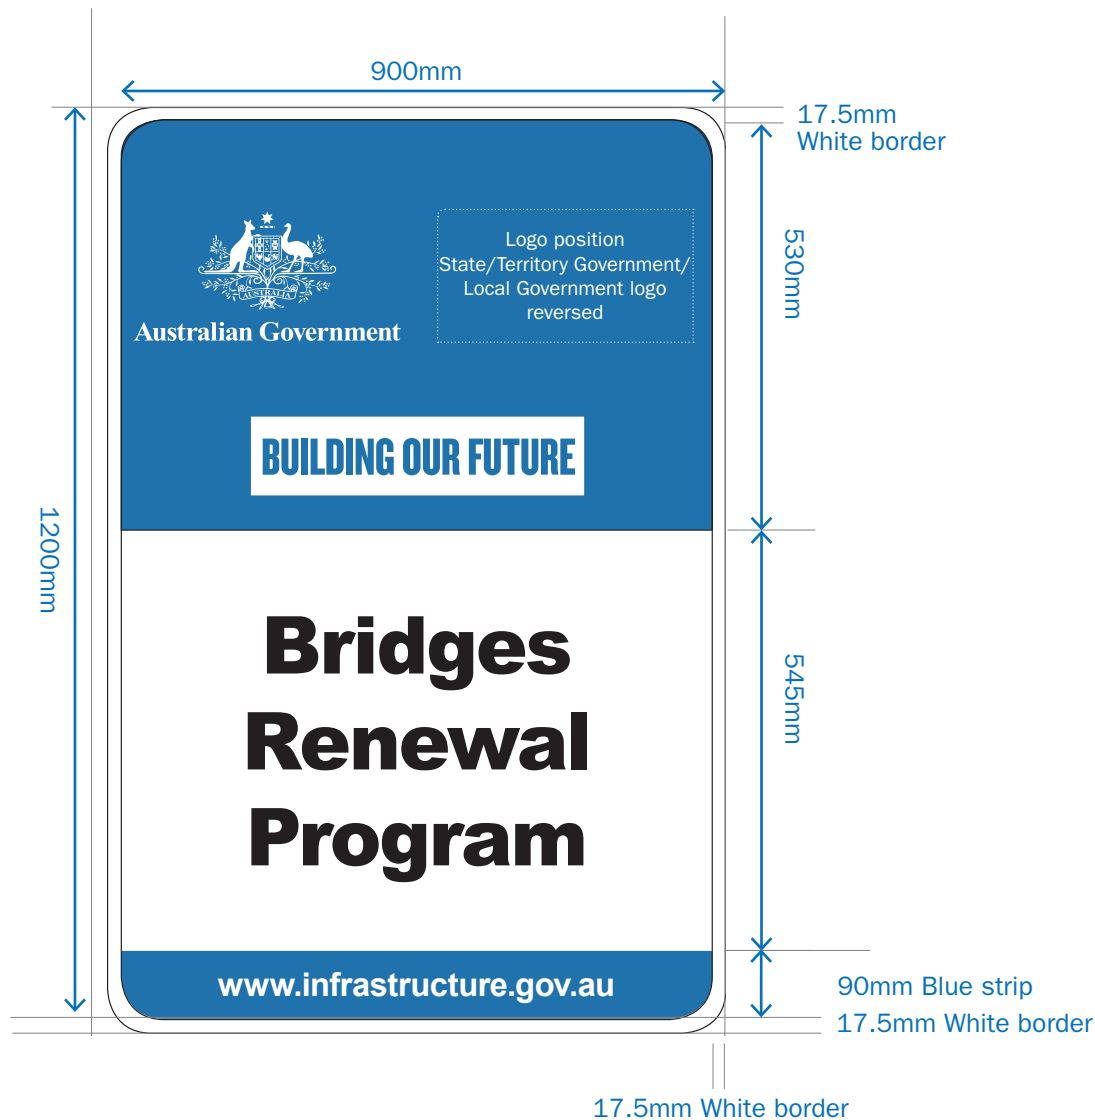 900mm
17.5mm
White border
Logo position
State/Territory Government/
Local Government logo
reversed
AUSTRALIA
Australian Government
530mm
BUILDING OUR FUTURE
1200mm
Bridges
Renewal
Program
545mm
www.infrastructure.gov.au
90mm Blue strip
17.5mm White border
17.5mm White border